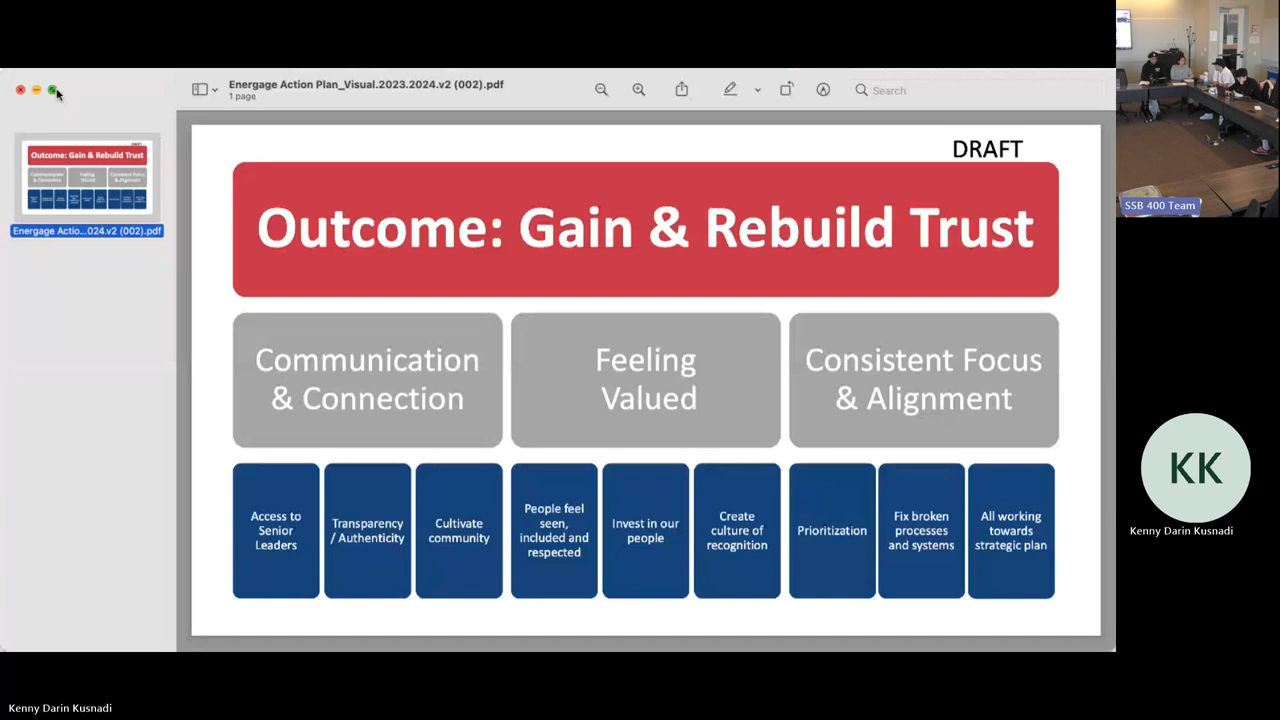 Energage Action Plan_Visual.2023.2024.v2 (002).pdf
1 page
Search
Energage Actio...024.v2 (002).pdf
DRAFT
Outcome: Gain & Rebuild Trust
Communication
& Connection
Feeling
Valued
Consistent Focus
& Alignment
Access to
Senior
Leaders
Transparency
/ Authenticity
Cultivate
community
People feel
seen,
included and
respected
Invest in our
people
Create
culture of
recognition
Prioritization
Fix broken
processes
and systems
All working
towards
strategic plan
SSB 400 Team
KK
Kenny Darin Kusnadi
Kenny Darin Kusnadi